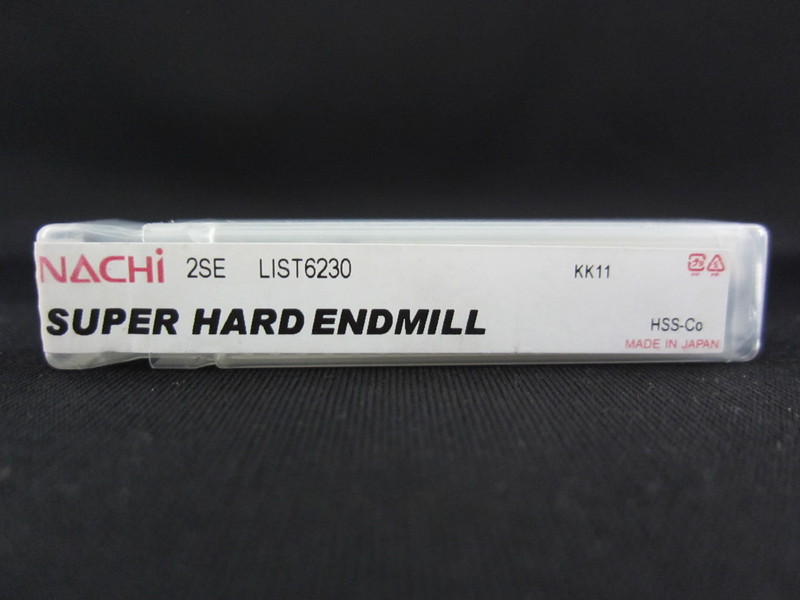 NACHi 2SE LIST6230 KK11
SUPER HARD ENDMILL HSS-Co
MADE IN JAPAN